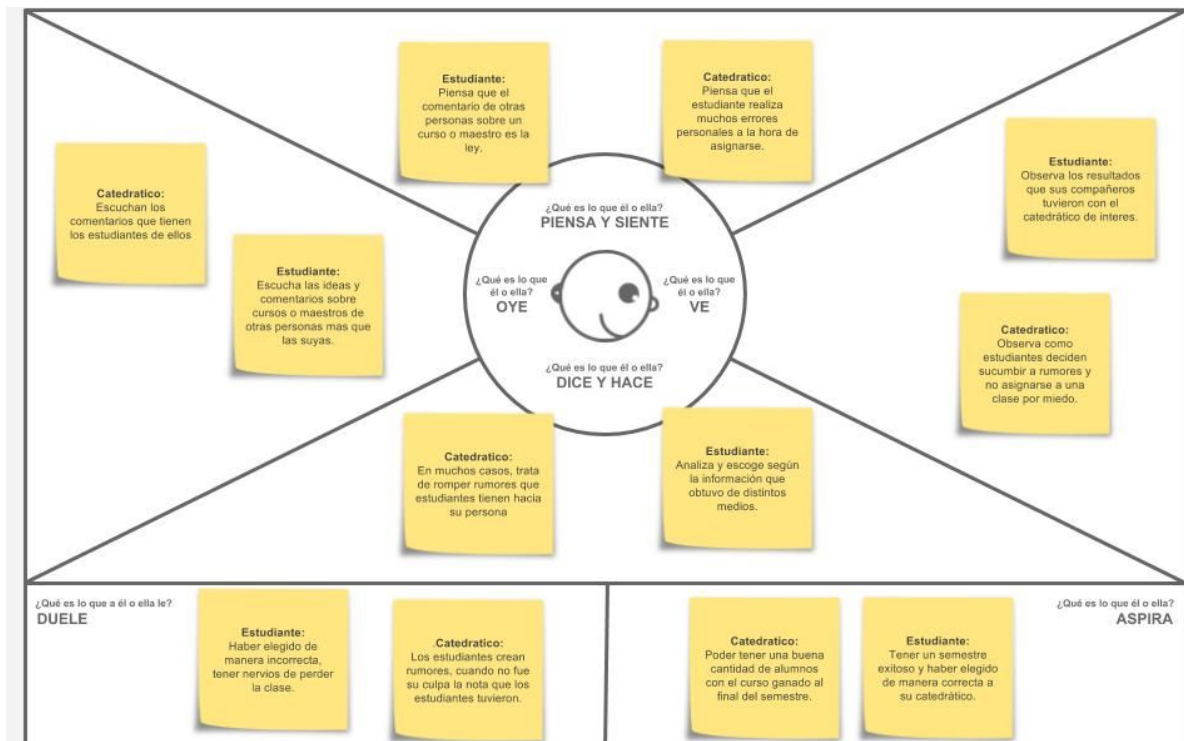 Estudiante:
Piensa que el
comentario de otras
personas sobre un
curso o maestro es la
ley.
Catedratico:
Piensa que el
estudiante realiza
muchos errores
personales a la hora de
asignarse.
Catedratico:
Escuchan los
comentarios que tienen
los estudiantes de ellos
Estudiante:
Escucha las ideas y
comentarios sobre
cursos o maestros de
otras personas mas que
las suyas.
¿Qué es lo que él o ella?
PIENSA Y SIENTE
¿Qué es lo que
él o ella?
OYE
¿Qué es lo que
él o ella?
VE
¿Qué es lo que él o ella?
DICE Y HACE
Estudiante:
Observa los resultados
que sus compañeros
tuvieron con el
catedrático de interes.
Catedratico:
Observa como
estudiantes deciden
sucumbir a rumores y
no asignarse a una
clase por miedo.
Catedratico:
En muchos casos, trata
de romper rumores que
estudiantes tienen hacia
su persona
Estudiante:
Analiza y escoge según
la información que
obtuvo de distintos
medios.
¿Qué es lo que a él o ella le?
DUELE
Estudiante:
Haber elegido de
manera incorrecta,
tener nervios de perder
la clase.
.Catedratico:
Los estudiantes crean
rumores, cuando no fue
su culpa la nota que los
estudiantes tuvieron.
Catedratico:
Poder tener una buena
cantidad de alumnos
con el curso ganado al
final del semestre.
Estudiante:
Tener un semestre
exitoso y haber elegido
de manera correcta a
su catedrático.
¿Qué es lo que él o ella?
ASPIRA